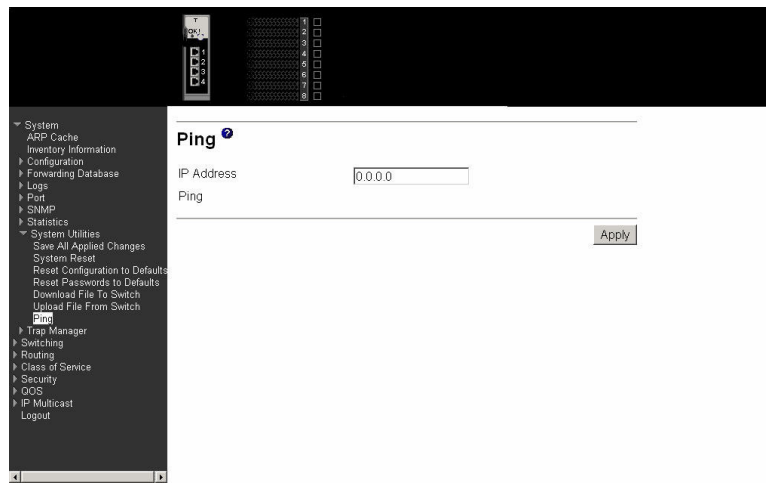 OK!
1
2
3
4
1
2
3
4
5
6
7
8
System
ARP Cache
Inventory Information
Configuration
Forwarding Database
Logs
Port
SNMP
Statistics
System Utilities
Save All Applied Changes
System Reset
Reset Configuration to Defaults
Reset Passwords to Defaults
Download File To Switch
Upload File From Switch
Ping
Trap Manager
Switching
Routing
Class of Service
Security
QOS
IP Multicast
Logout
Ping ?
IP Address 0.0.0.0
Ping
Apply